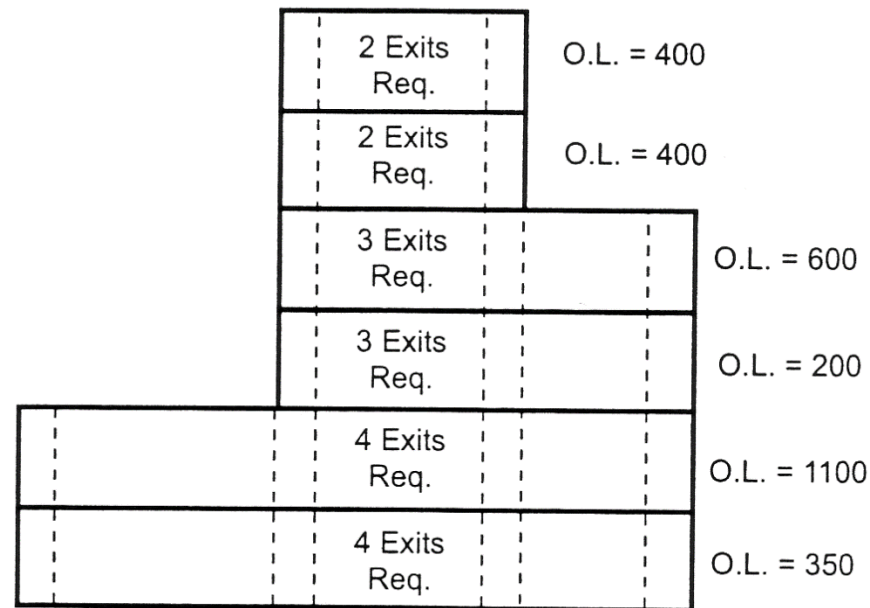 2 Exits
Req.
O.L. = 400
2 Exits
Req.
O.L. = 400
3 Exits
Req.
O.L. = 600
3 Exits
Req.
O.L. = 200
4 Exits
Req.
O.L. = 1100
4 Exits
Req.
O.L. = 350